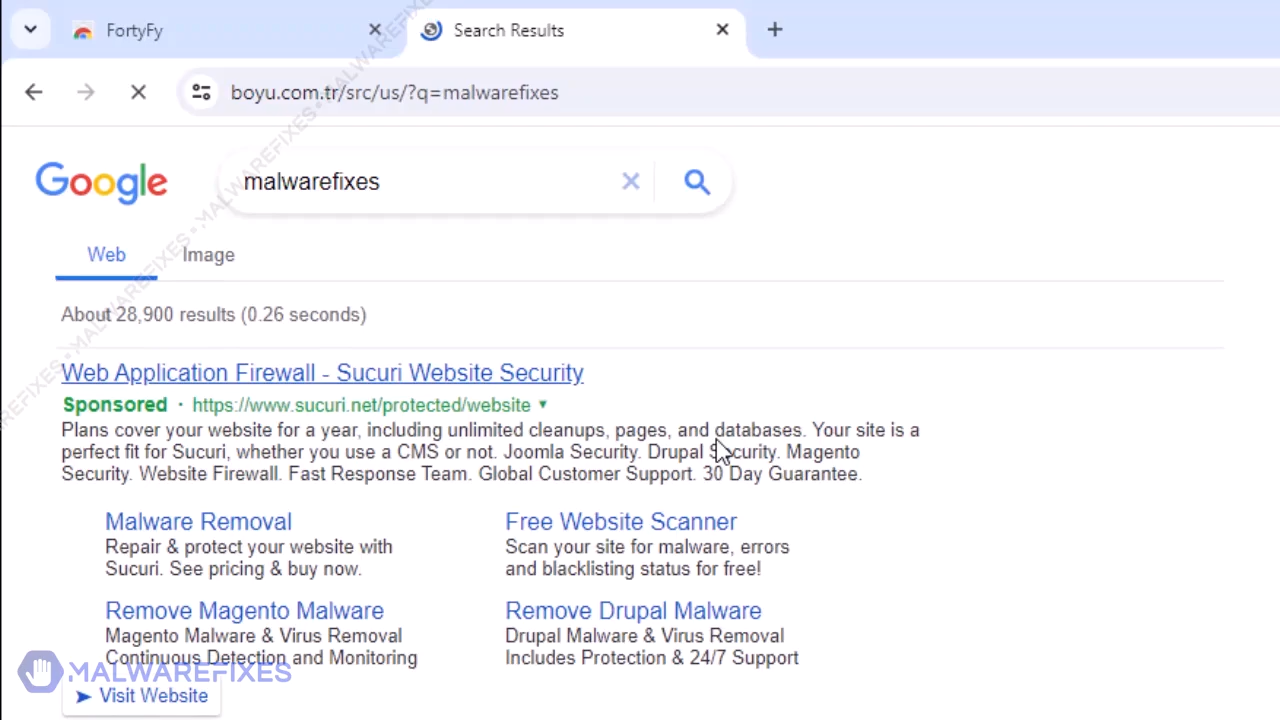 FortyFy
Search Results
boyu.com.tr/src/us/?q=malwarefixes
Google
malwarefixes
Web
Image
About 28,900 results (0.26 seconds)
Web Application Firewall - Sucuri Website Security
Sponsored · https://www.sucuri.net/protected/website ▼
Plans cover your website for a year, including unlimited cleanups, pages, and databases. Your site is a
perfect fit for Sucuri, whether you use a CMS or not. Joomla Security. Drupal Security. Magento
Security. Website Firewall. Fast Response Team. Global Customer Support. 30 Day Guarantee.
Malware Removal
Repair & protect your website with
Sucuri. See pricing & buy now.
Free Website Scanner
Scan your site for malware, errors
and blacklisting status for free!
Remove Magento Malware
Magento Malware & Virus Removal
Continuous Detection and Monitoring
Remove Drupal Malware
Drupal Malware & Virus Removal
Includes Protection & 24/7 Support
MALWAREFIXES
➤ Visit Website
MALWAREFIXES • MALWAREFIXES • MALWAREFIXES • MALWAREFIXES